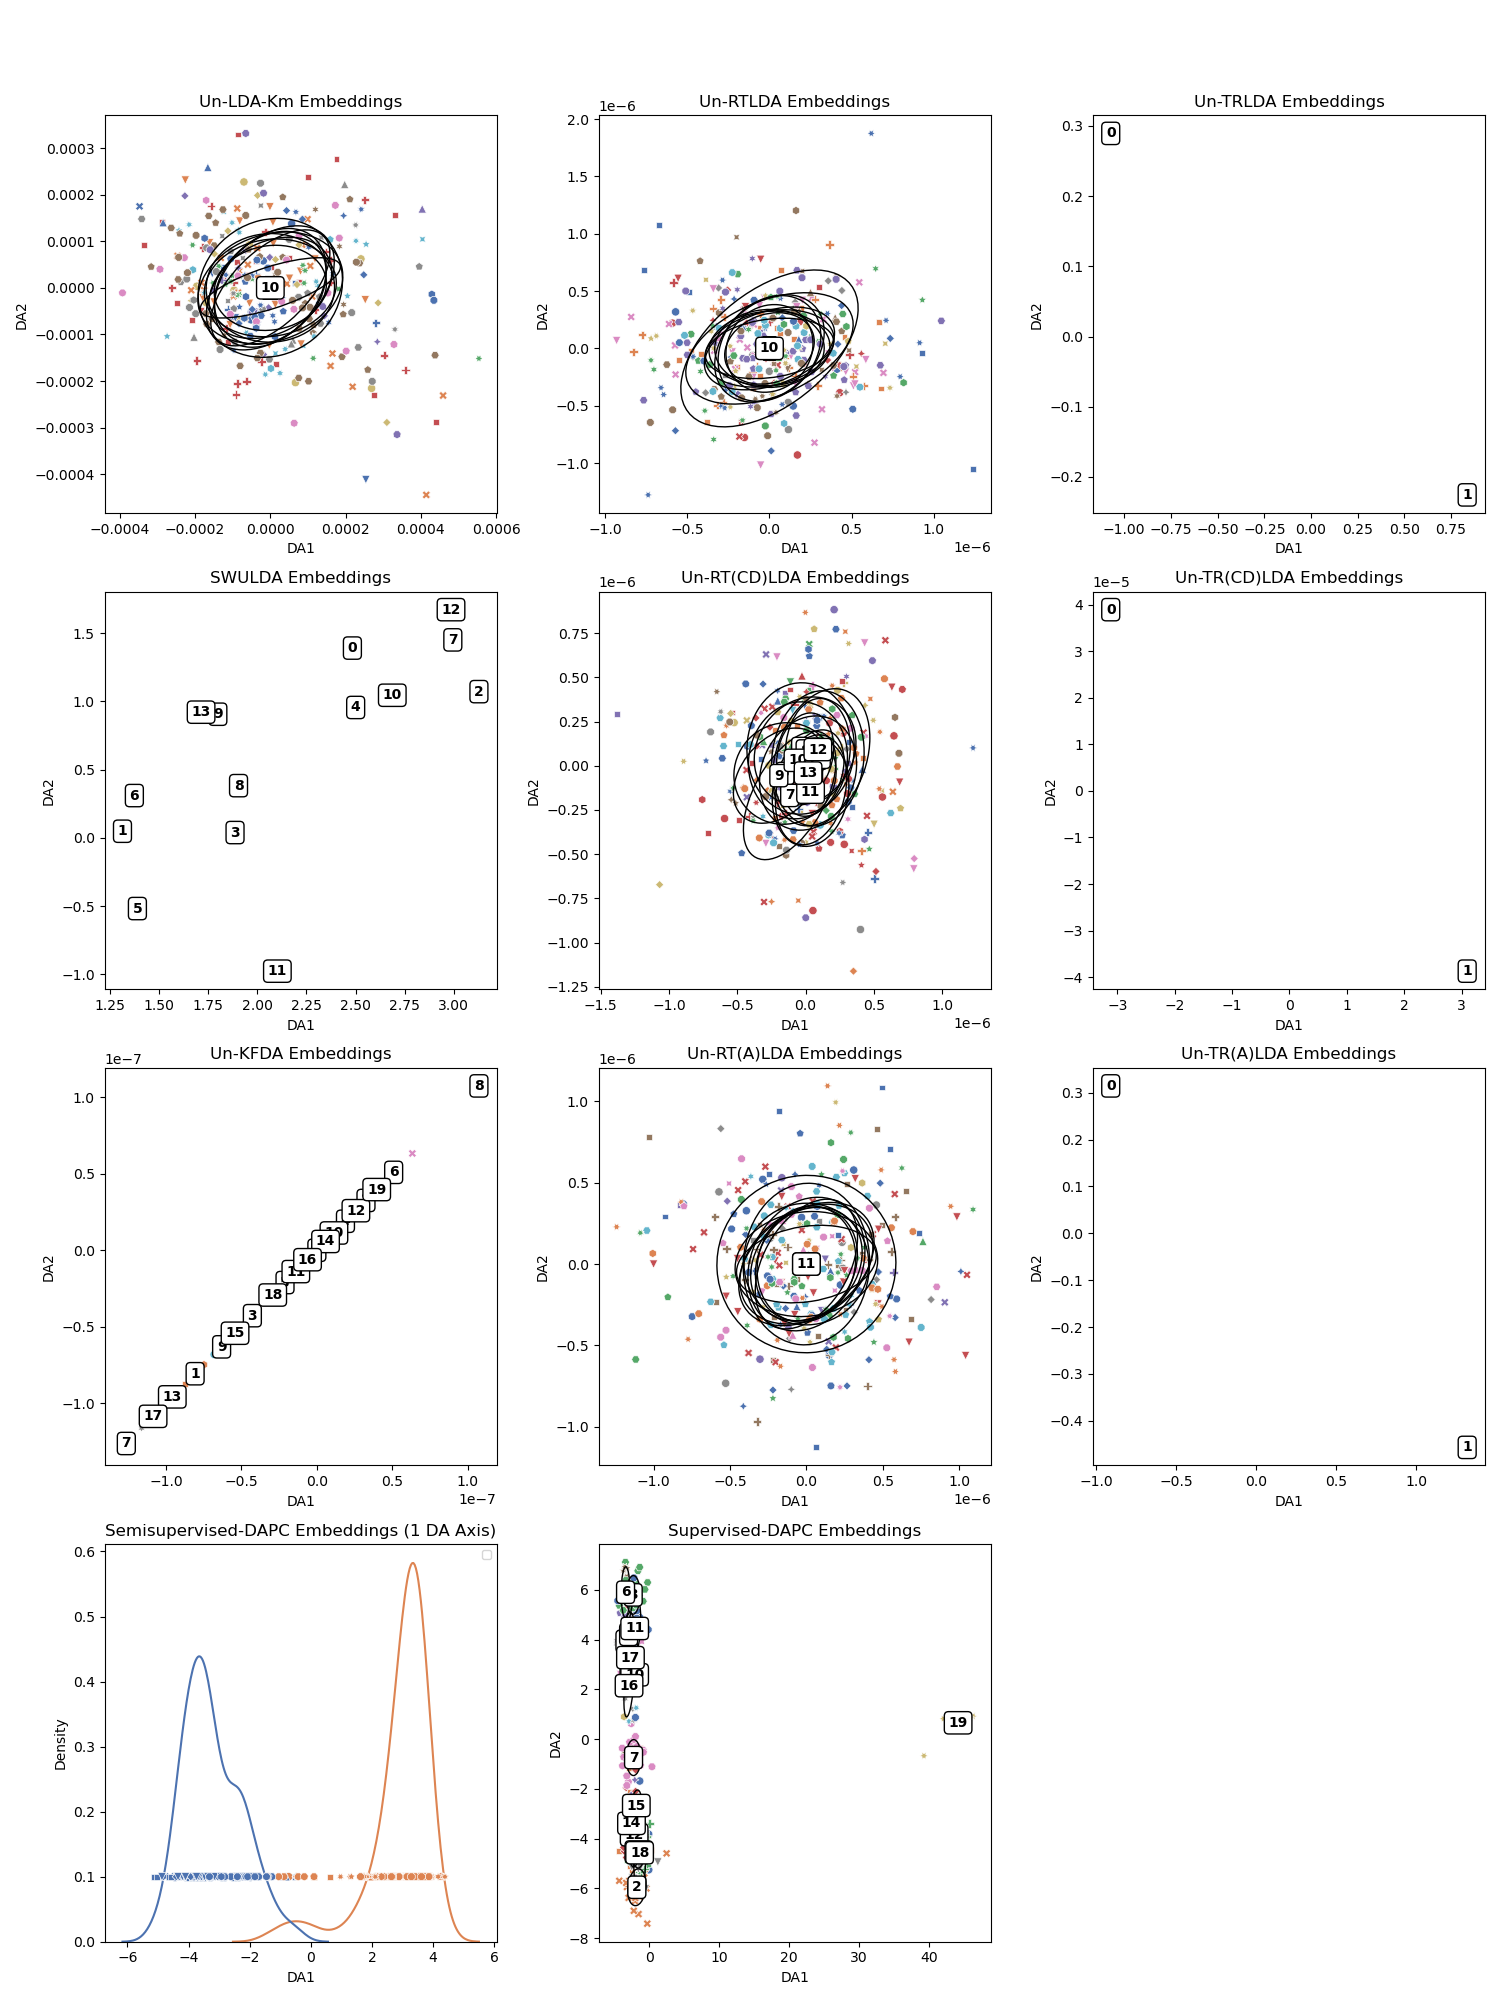 Un-LDA-Km Embeddings
DA2
0.0003
0.0002
0.0001
0.0000
−0.0001
−0.0002
−0.0003
−0.0004
10
−0.0004 −0.0002 0.0000 0.0002 0.0004 0.0006
DA1
Un-RTLDA Embeddings
1e−6
DA2
2.0
1.5
1.0
0.5
0.0
−0.5
−1.0
10
−1.0 −0.5 0.0 0.5 1.0
DA1
1e−6
Un-TRLDA Embeddings
DA2
0.3
0.2
0.1
0.0
−0.1
−0.2
0
1
−1.00 −0.75 −0.50 −0.25 0.00 0.25 0.50 0.75
DA1
SWULDA Embeddings
DA2
1.5
1.0
0.5
0.0
−0.5
−1.0
12
7
0
2
10
4
13 9
8
6
1
3
5
11
1.25 1.50 1.75 2.00 2.25 2.50 2.75 3.00
DA1
Un-RT(CD)LDA Embeddings
1e−6
DA2
0.75
0.50
0.25
0.00
−0.25
−0.50
−0.75
−1.00
−1.25
12
10
13
9
7 11
−1.5 −1.0 −0.5 0.0 0.5 1.0
DA1
1e−6
Un-TR(CD)LDA Embeddings
1e−5
DA2
4
3
2
1
0
−1
−2
−3
−4
0
1
−3 −2 −1 0 1 2 3
DA1
Un-KFDA Embeddings
1e−7
DA2
1.0
0.5
0.0
−0.5
−1.0
8
6
19
12
10
14
16
11
18
3
15
9
1
13
17
7
−1.0 −0.5 0.0 0.5 1.0
DA1
1e−7
Un-RT(A)LDA Embeddings
1e−6
DA2
1.0
0.5
0.0
−0.5
−1.0
11
−1.0 −0.5 0.0 0.5 1.0
DA1
1e−6
Un-TR(A)LDA Embeddings
DA2
0.3
0.2
0.1
0.0
−0.1
−0.2
−0.3
−0.4
0
1
−1.0 −0.5 0.0 0.5 1.0
DA1
Semisupervised-DAPC Embeddings (1 DA Axis)
Density
0.6
0.5
0.4
0.3
0.2
0.1
0.0
−6 −4 −2 0 2 4
DA1
Supervised-DAPC Embeddings
DA2
6
4
2
0
−2
−4
−6
−8
6
11
17
16
19
7
15
14
12
18
2
0 10 20 30 40
DA1